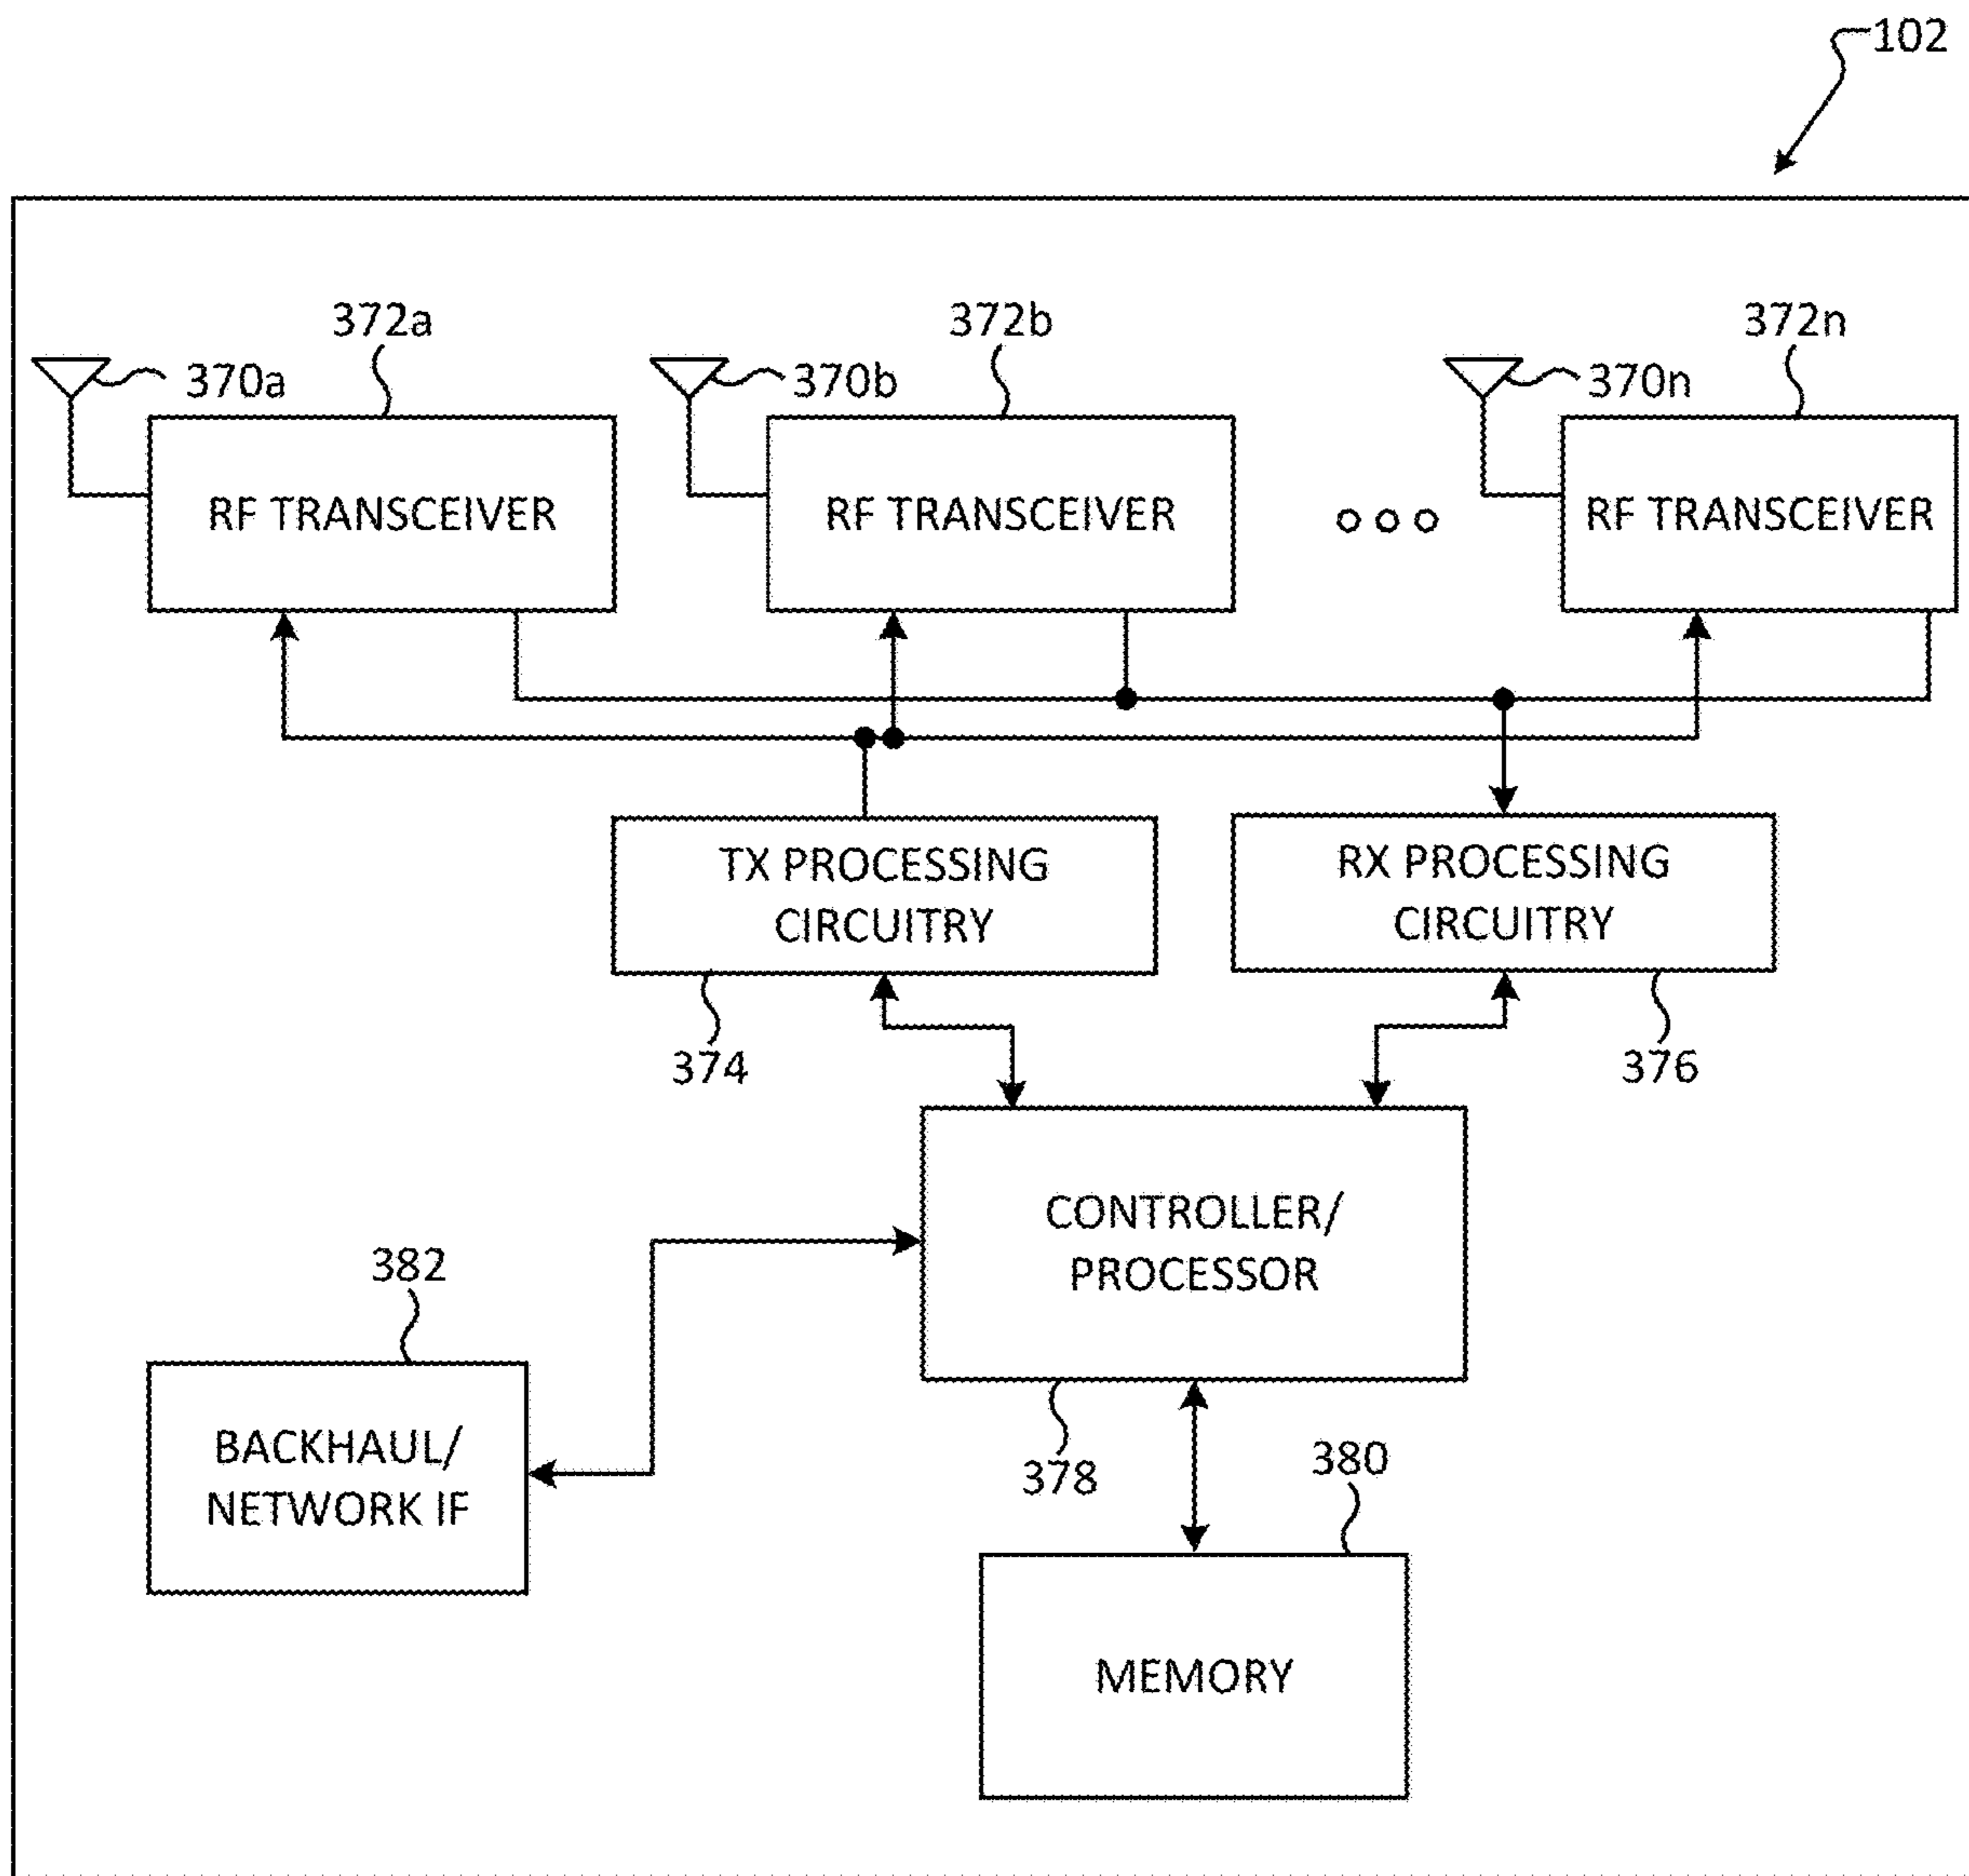 102
372a
372b
372n
370a
370b
370n
RF TRANSCEIVER
RF TRANSCEIVER
RF TRANSCEIVER
TX PROCESSING
CIRCUITRY
RX PROCESSING
CIRCUITRY
374
376
CONTROLLER/
PROCESSOR
382
BACKHAUL/
NETWORK IF
378
380
MEMORY